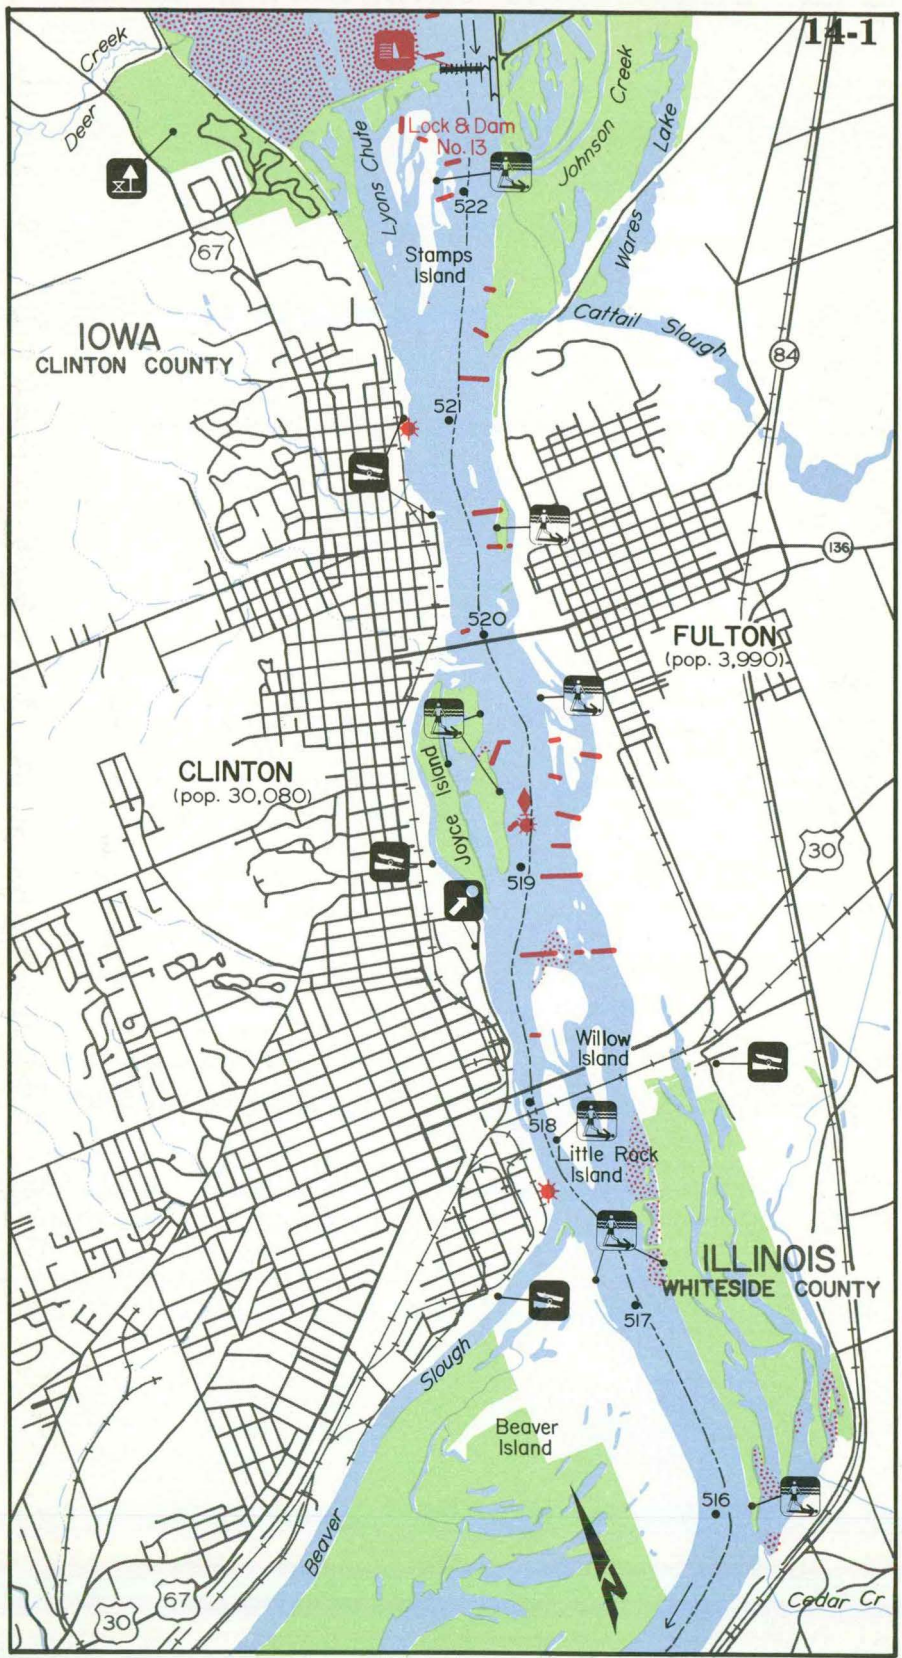 14-1
Deer Creek
Lock & Dam
No. 13
Johnson Creek
Lyons Chute
Wares Lake
522
67
Stamps
Island
IOWA
CLINTON COUNTY
Cattail Slough
84
521
136
520
FULTON
(pop. 3,990)
CLINTON
(pop. 30,080)
Joyce Island
30
519
Willow
Island
518
Little Rock
Island
ILLINOIS
WHITESIDE COUNTY
517
Beaver Slough
Beaver
Island
516
N
67
30
Cedar Cr